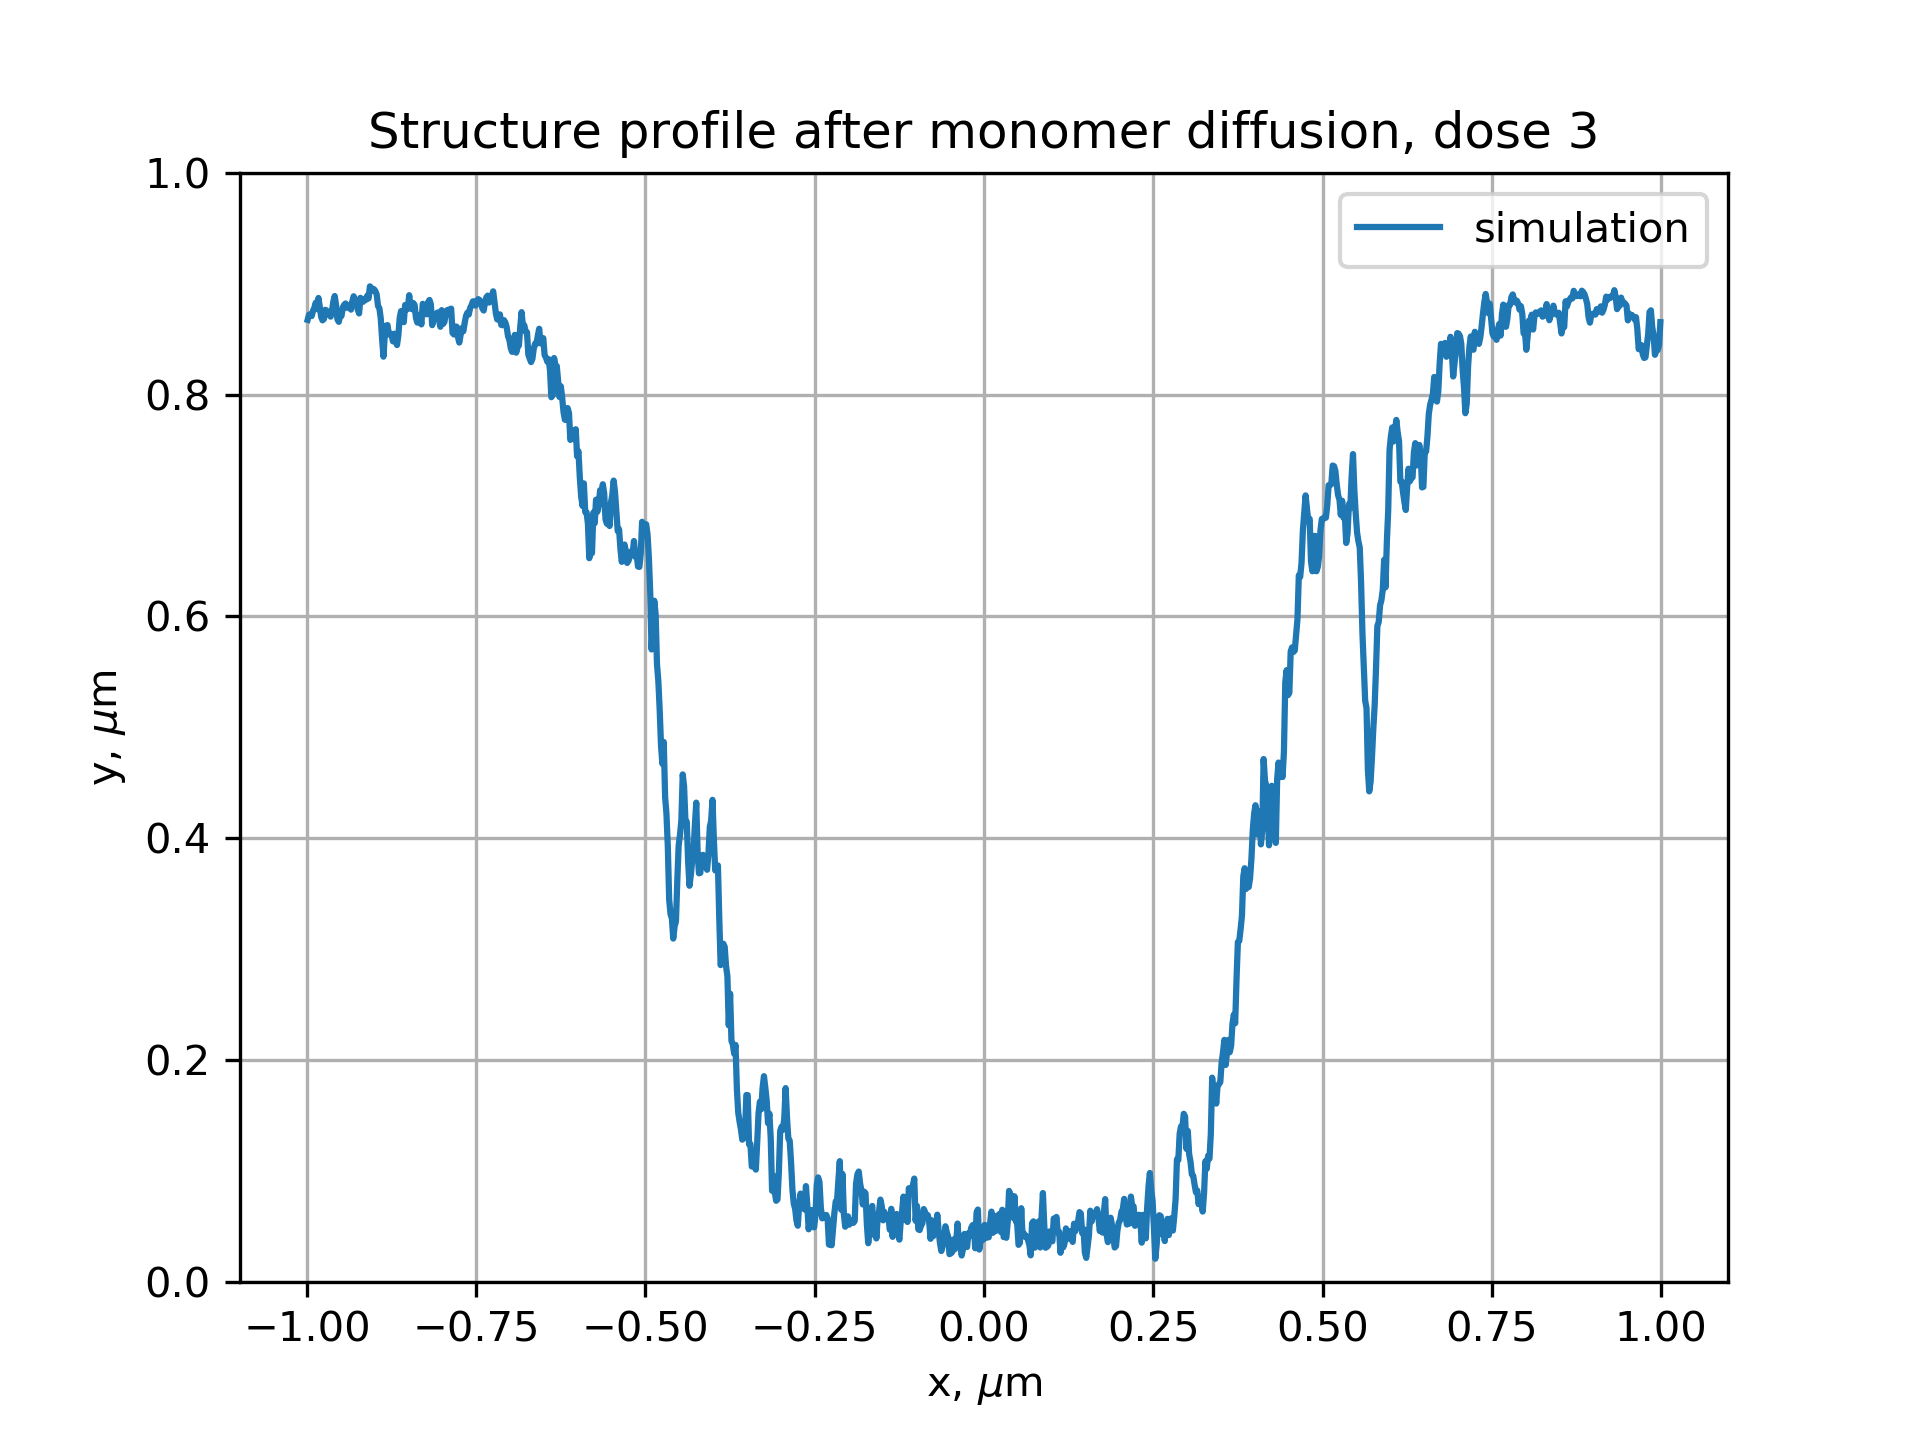 Structure profile after monomer diffusion, dose 3
simulation
1.0
0.8
0.6
0.4
0.2
0.0
y, μm
−1.00 −0.75 −0.50 −0.25 0.00 0.25 0.50 0.75 1.00
x, μm